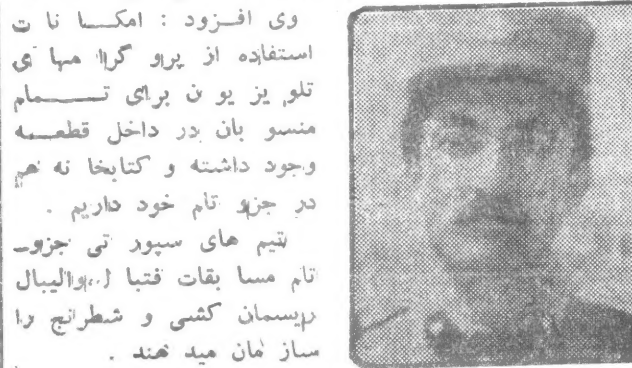 وی افزود : امکانات
استفاده از پروگرامهای
تلویزیون برای تمام
منسوبان در داخل قطعه
وجود داشته و کتابخانه هم
در جزو تام خود داریم .
تیم های سپورتی جزو
تام مسابقات فتبال، والیبال
ریسمان کشی و شطرنج را
سازمان میدهند .